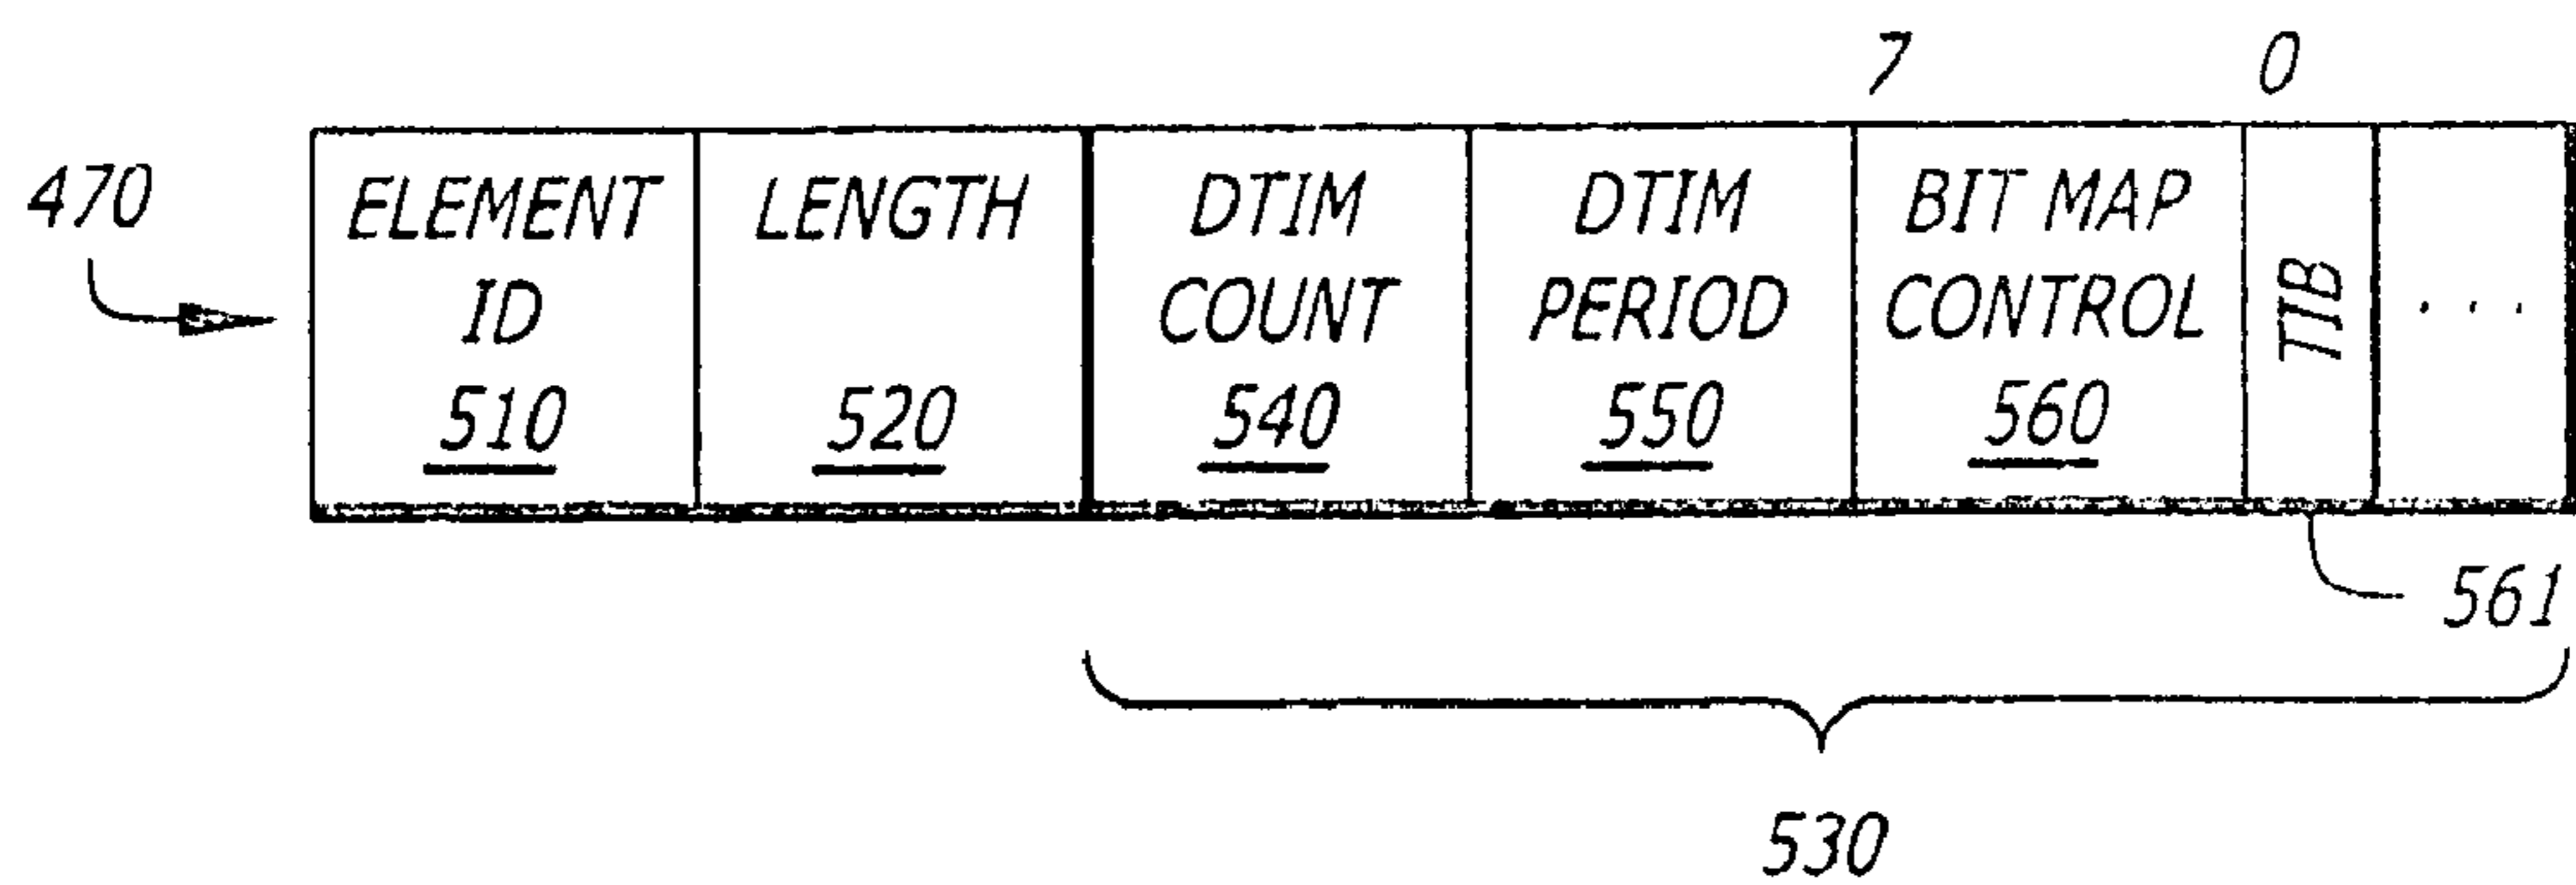 7 0
470
ELEMENT ID 510
LENGTH 520
DTIM COUNT 540
DTIM PERIOD 550
BIT MAP CONTROL 560
TIB
. . .
561
530